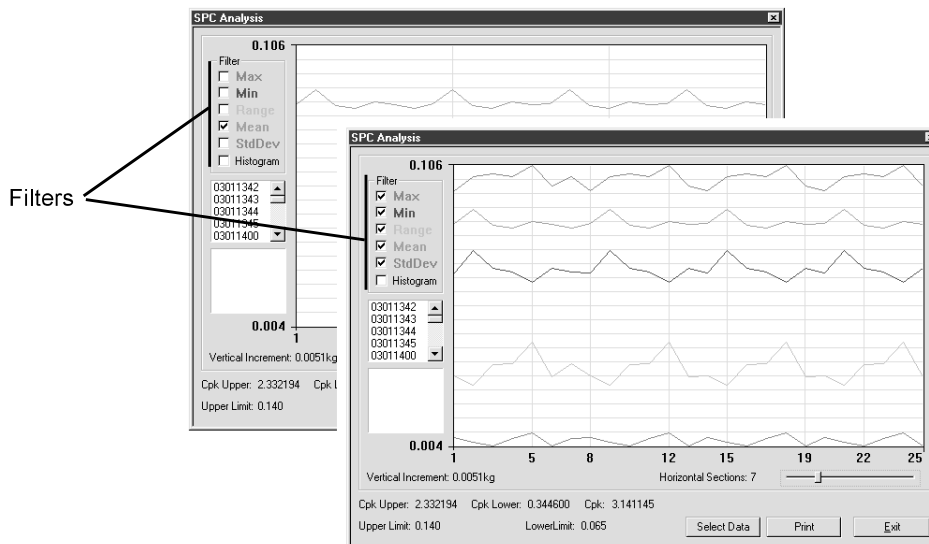 SPC Analysis
0.106
Filter
Max
Min
Range
Mean
StdDev
Histogram
03011342
03011343
03011344
03011345
03011400
0.004
1
Vertical Increment: 0.0051kg
Cpk Upper: 2.332194 Cpk L
Upper Limit: 0.140
Filters
SPC Analysis
0.106
Filter
Max
Min
Range
Mean
StdDev
Histogram
03011342
03011343
03011344
03011345
03011400
0.004
1 5 8 12 15 19 22 25
Vertical Increment: 0.0051kg Horizontal Sections: 7
Cpk Upper: 2.332194 Cpk Lower: 0.344600 Cpk: 3.141145
Upper Limit: 0.140 LowerLimit: 0.065 Select Data Print Exit